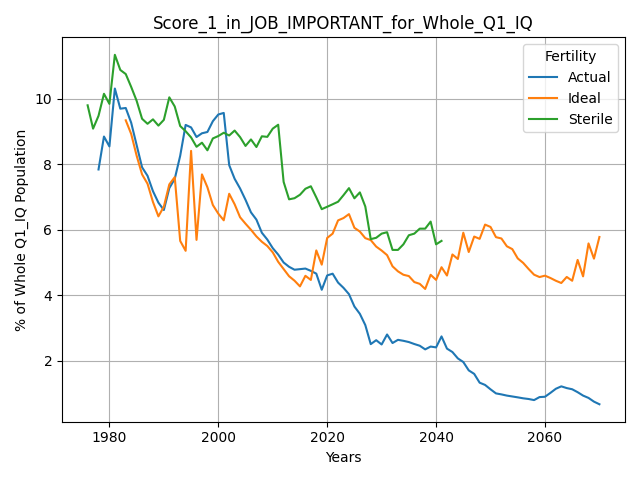 Score_1_in_JOB_IMPORTANT_for_Whole_Q1_IQ
Fertility
Actual
Ideal
Sterile
% of Whole Q1_IQ Population
10
8
6
4
2
1980
2000
2020
2040
2060
Years